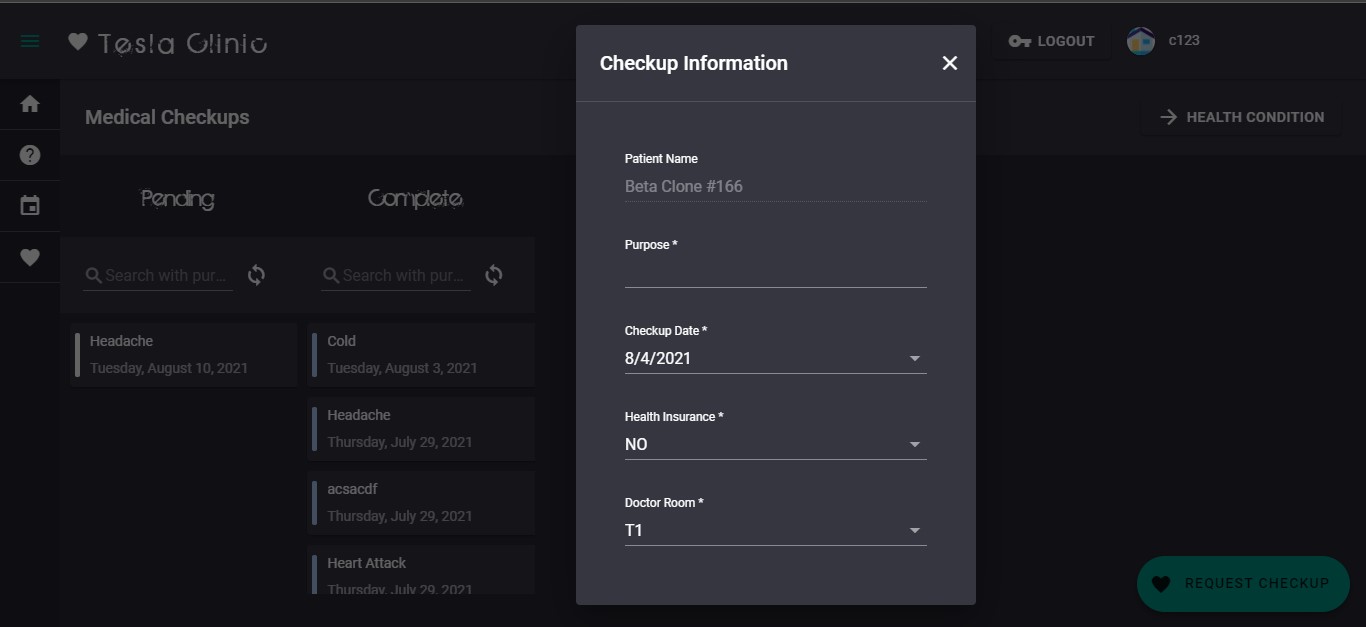 Tesla Clinic
LOGOUT
c123
Medical Checkups
HEALTH CONDITION
Pending
Complete
Search with pur...
Search with pur...
Headache
Tuesday, August 10, 2021
Cold
Tuesday, August 3, 2021
Headache
Thursday, July 29, 2021
acsacdf
Thursday, July 29, 2021
Heart Attack
Thursday, July 29, 2021
Checkup Information
Patient Name
Beta Clone #166
Purpose *
Checkup Date *
8/4/2021
Health Insurance *
NO
Doctor Room *
T1
REQUEST CHECKUP